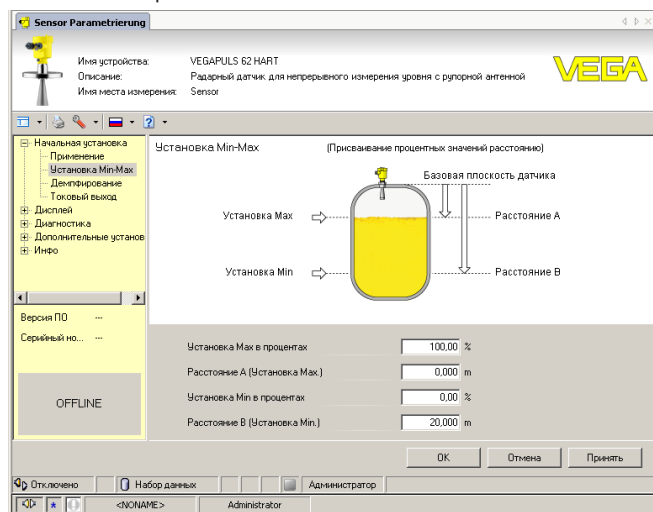 Sensor Parametrierung
Имя устройства: VEGAPULS 62 HART
Описание: Радарный датчик для непрерывного измерения уровня с рупорной антенной
Имя места измерения: Sensor
VEGA
Начальная установка
Применение
Установка Min-Max
Демпфирование
Токовый выход
Дисплей
Диагностика
Дополнительные установ
Инфо
Версия ПО ---
Серийный но... ---
OFFLINE
Установка Min-Max (Присваивание процентных значений расстоянию)
Базовая плоскость датчика
Установка Max Расстояние A
Установка Min Расстояние B
Установка Max в процентах 100,00 %
Расстояние A (Установка Max.) 0,000 m
Установка Min в процентах 0,00 %
Расстояние B (Установка Min.) 20,000 m
OK Отмена Принять
Отключено Набор данных Администратор
<NONAME> Administrator